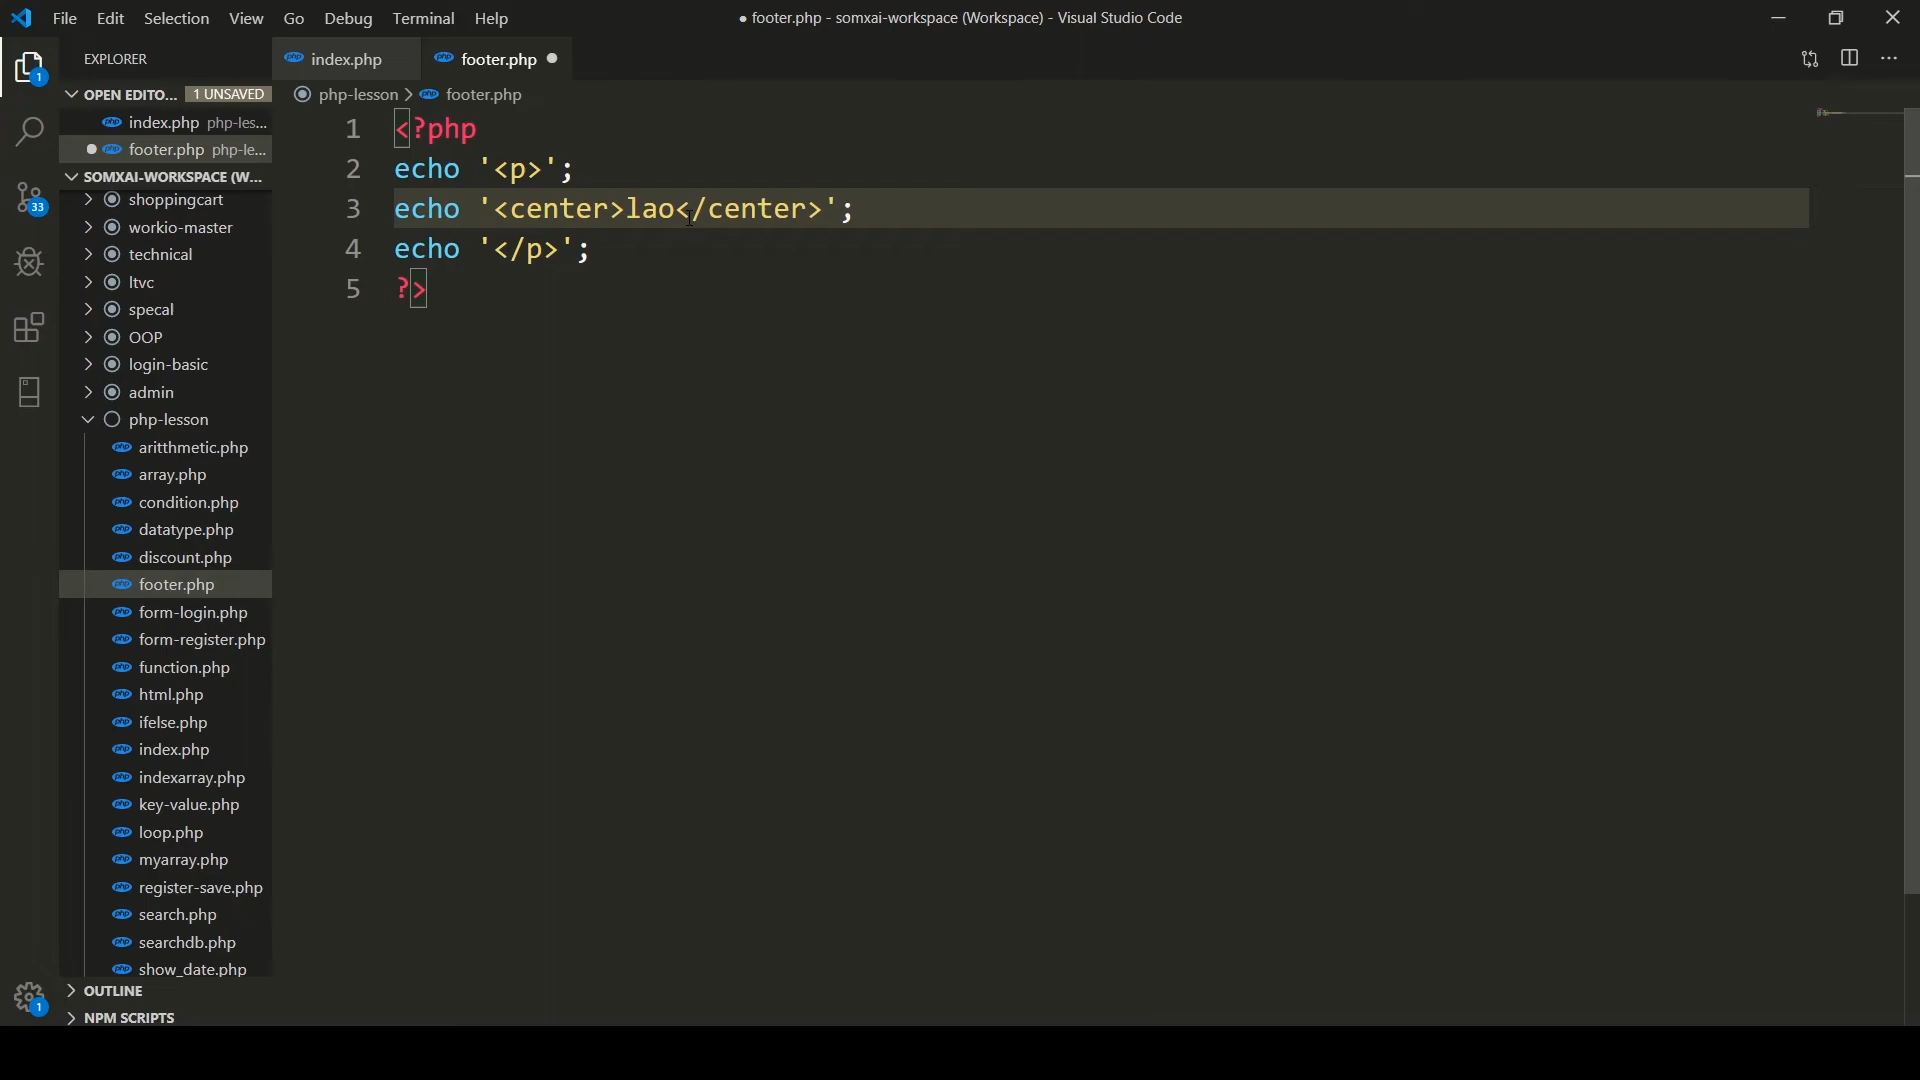 File Edit Selection View Go Debug Terminal Help
● footer.php - somxai-workspace (Workspace) - Visual Studio Code
EXPLORER
index.php
footer.php
OPEN EDITO... 1 UNSAVED
php-lesson > footer.php
index.php php-les...
footer.php php-le...
SOMXAI-WORKSPACE (W...
shoppingcart
workio-master
technical
ltvc
specal
OOP
login-basic
admin
php-lesson
aritthmetic.php
array.php
condition.php
datatype.php
discount.php
footer.php
form-login.php
form-register.php
function.php
html.php
ifelse.php
index.php
indexarray.php
key-value.php
loop.php
myarray.php
register-save.php
search.php
searchdb.php
show_date.php
OUTLINE
NPM SCRIPTS
1
33
1
1 <?php
2 echo '<p>';
3 echo '<center>lao</center>';
4 echo '</p>';
5 ?>